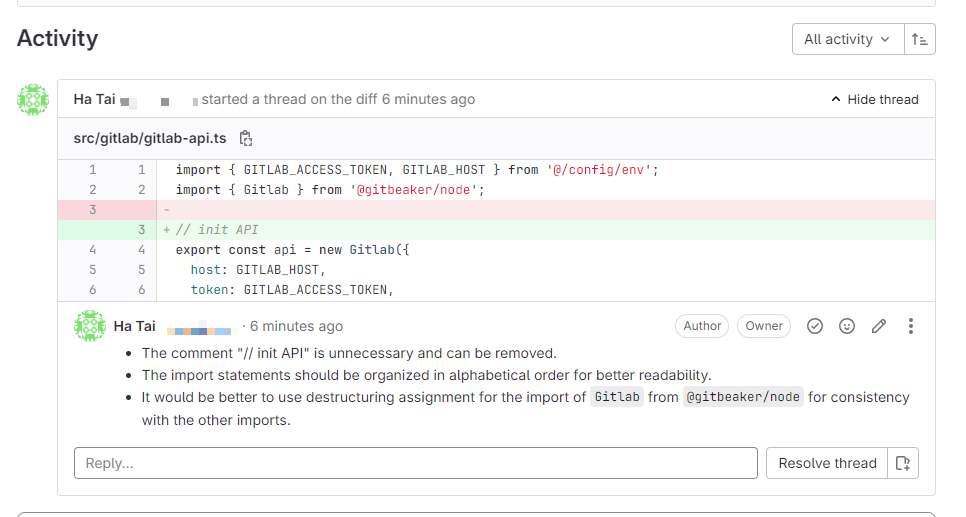 Activity
All activity
Ha Tai started a thread on the diff 6 minutes ago
Hide thread
src/gitlab/gitlab-api.ts
1 1 import { GITLAB_ACCESS_TOKEN, GITLAB_HOST } from '@/config/env';
2 2 import { Gitlab } from '@gitbeaker/node';
3 -
3 + // init API
4 4 export const api = new Gitlab({
5 5 host: GITLAB_HOST,
6 6 token: GITLAB_ACCESS_TOKEN,
Ha Tai · 6 minutes ago
Author Owner
• The comment "// init API" is unnecessary and can be removed.
• The import statements should be organized in alphabetical order for better readability.
• It would be better to use destructuring assignment for the import of Gitlab from @gitbeaker/node for consistency
with the other imports.
Reply...
Resolve thread